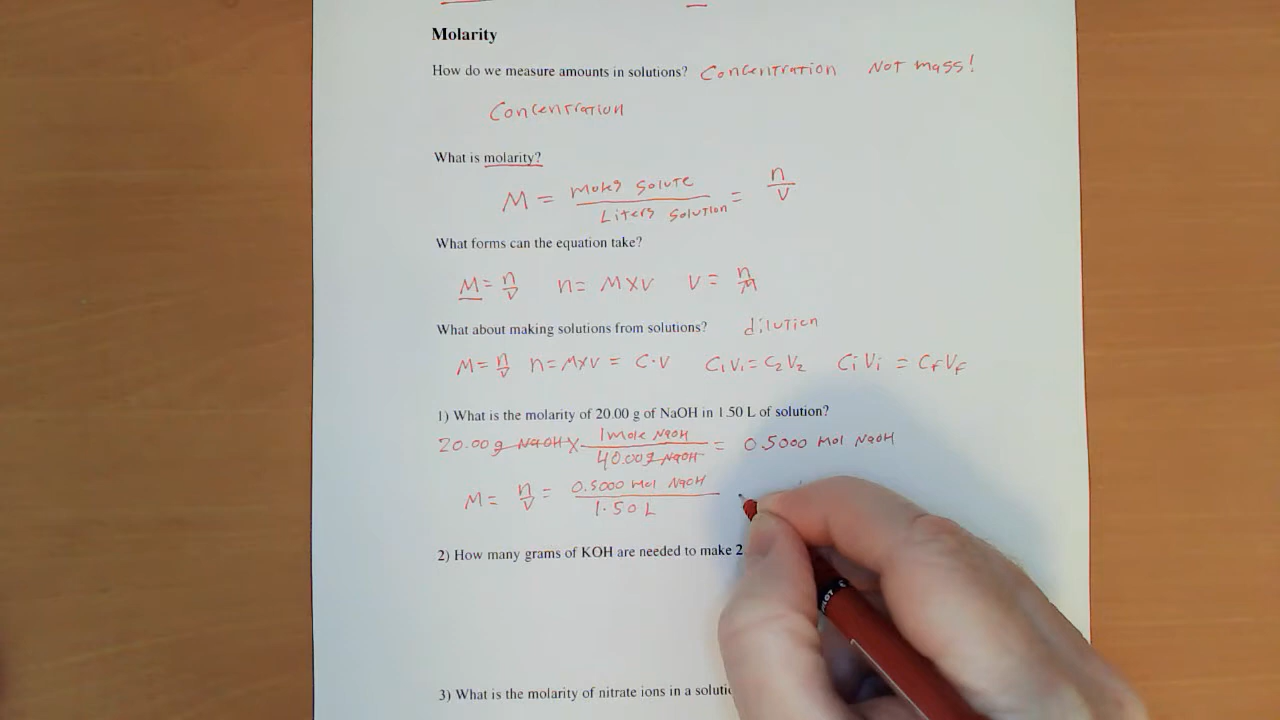 Molarity
How do we measure amounts in solutions? Concentration Not mass!
Concentration
What is molarity?
M = moles solute / Liters solution = n / V
What forms can the equation take?
M = n/V n = M x V V = n/M
What about making solutions from solutions? dilution
M = n/V n = M x V = C · V C₁V₁ = C₂V₂ CᵢVᵢ = CfVf
1) What is the molarity of 20.00 g of NaOH in 1.50 L of solution?
20.00 g NaOH x 1 mole NaOH / 40.00 g NaOH = 0.5000 mol NaOH
M = n/V = 0.5000 mol NaOH / 1.50 L
2) How many grams of KOH are needed to make 2
3) What is the molarity of nitrate ions in a